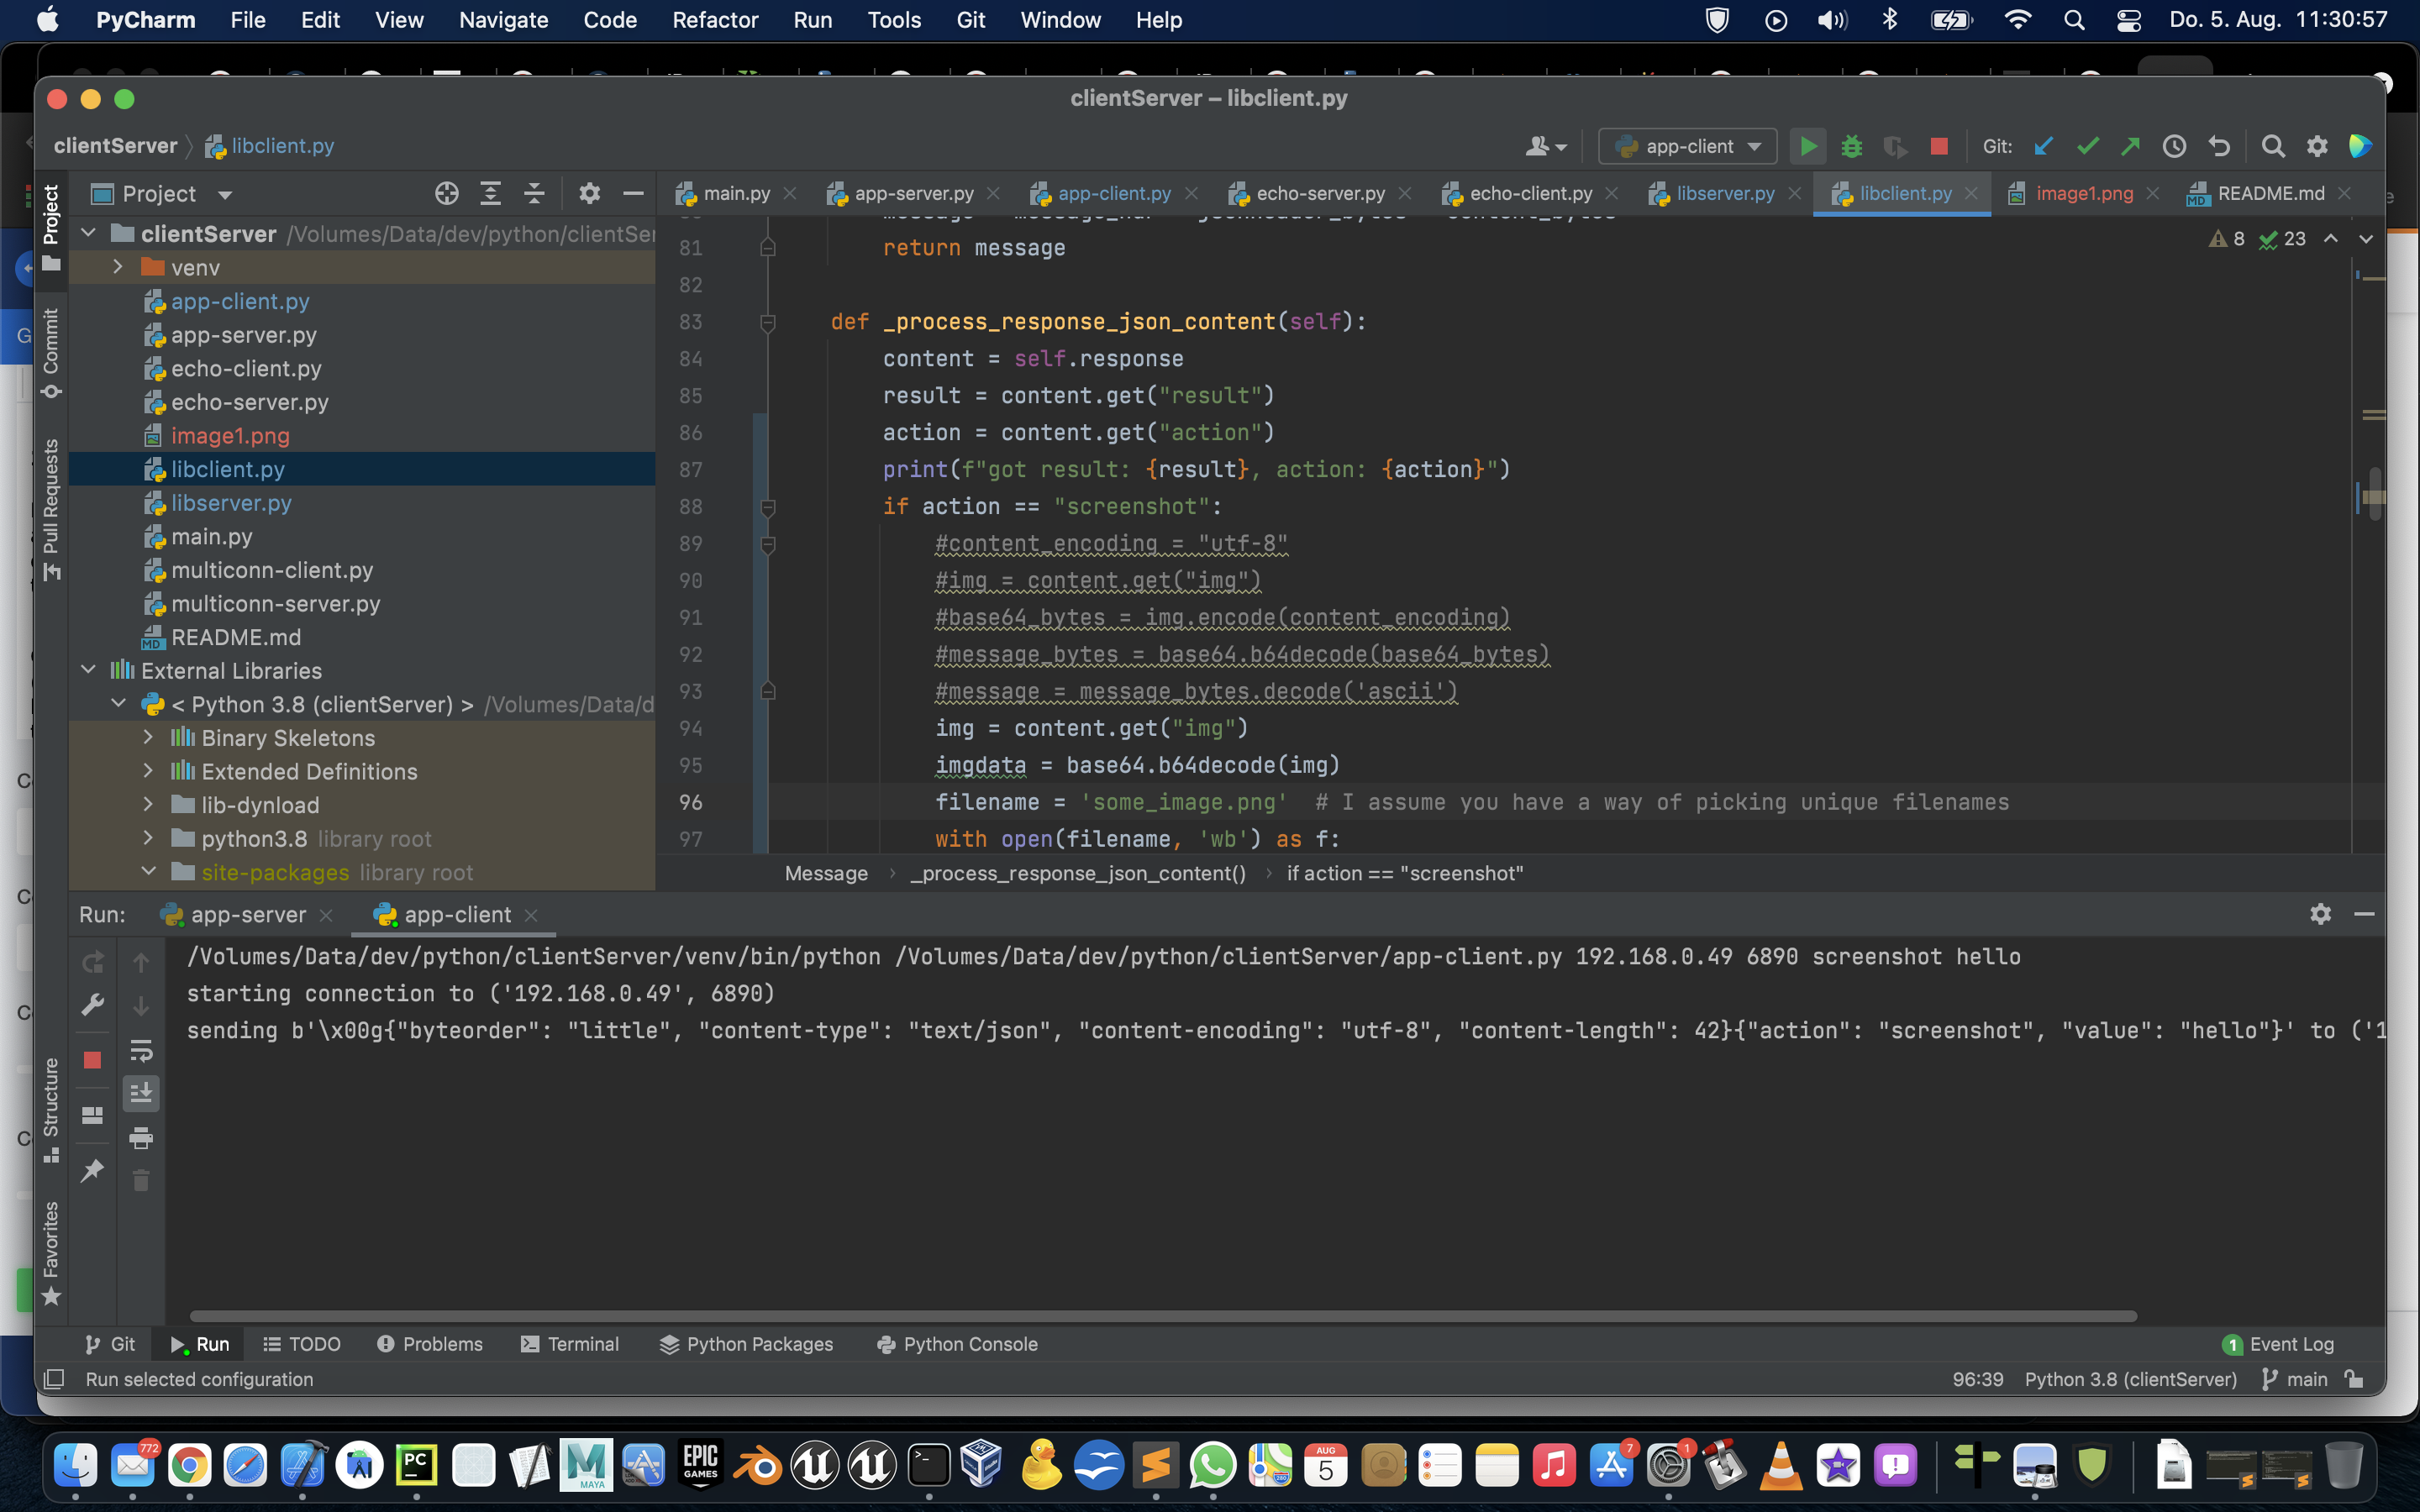 PyCharm File Edit View Navigate Code Refactor Run Tools Git Window Help Do. 5. Aug. 11:30:57
clientServer – libclient.py
clientServer libclient.py app-client Git:
Project main.py app-server.py app-client.py echo-server.py echo-client.py libserver.py libclient.py image1.png README.md
Project
Commit
Pull Requests
Structure
Favorites
clientServer /Volumes/Data/dev/python/clientSer
venv
app-client.py
app-server.py
echo-client.py
echo-server.py
image1.png
libclient.py
libserver.py
main.py
multiconn-client.py
multiconn-server.py
README.md
External Libraries
< Python 3.8 (clientServer) > /Volumes/Data/d
Binary Skeletons
Extended Definitions
lib-dynload
python3.8 library root
site-packages library root
8 23
81 return message
82
83 def _process_response_json_content(self):
84 content = self.response
85 result = content.get("result")
86 action = content.get("action")
87 print(f"got result: {result}, action: {action}")
88 if action == "screenshot":
89 #content_encoding = "utf-8"
90 #img = content.get("img")
91 #base64_bytes = img.encode(content_encoding)
92 #message_bytes = base64.b64decode(base64_bytes)
93 #message = message_bytes.decode('ascii')
94 img = content.get("img")
95 imgdata = base64.b64decode(img)
96 filename = 'some_image.png' # I assume you have a way of picking unique filenames
97 with open(filename, 'wb') as f:
Message _process_response_json_content() if action == "screenshot"
Run: app-server app-client
/Volumes/Data/dev/python/clientServer/venv/bin/python /Volumes/Data/dev/python/clientServer/app-client.py 192.168.0.49 6890 screenshot hello
starting connection to ('192.168.0.49', 6890)
sending b'\x00g{"byteorder": "little", "content-type": "text/json", "content-encoding": "utf-8", "content-length": 42}{"action": "screenshot", "value": "hello"}' to ('1
Git Run TODO Problems Terminal Python Packages Python Console 1 Event Log
Run selected configuration 96:39 Python 3.8 (clientServer) main
772 PC MAYA EPIC GAMES AUG 5 7 1